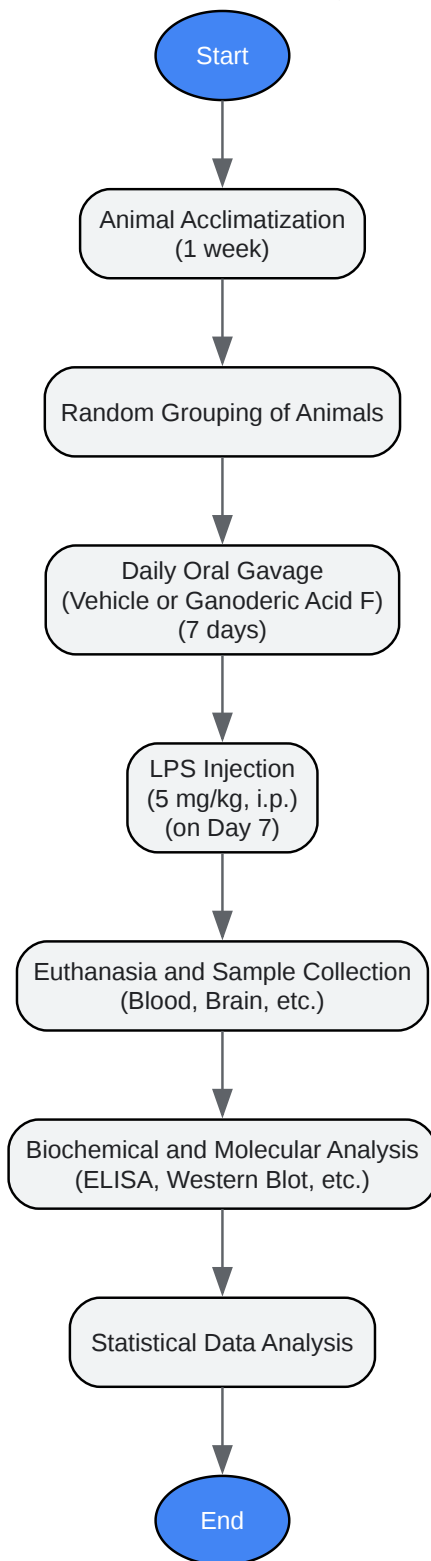 Start
Animal Acclimatization
(1 week)
Random Grouping of Animals
Daily Oral Gavage
(Vehicle or Ganoderic Acid F)
(7 days)
LPS Injection
(5 mg/kg, i.p.)
(on Day 7)
Euthanasia and Sample Collection
(Blood, Brain, etc.)
Biochemical and Molecular Analysis
(ELISA, Western Blot, etc.)
Statistical Data Analysis
End